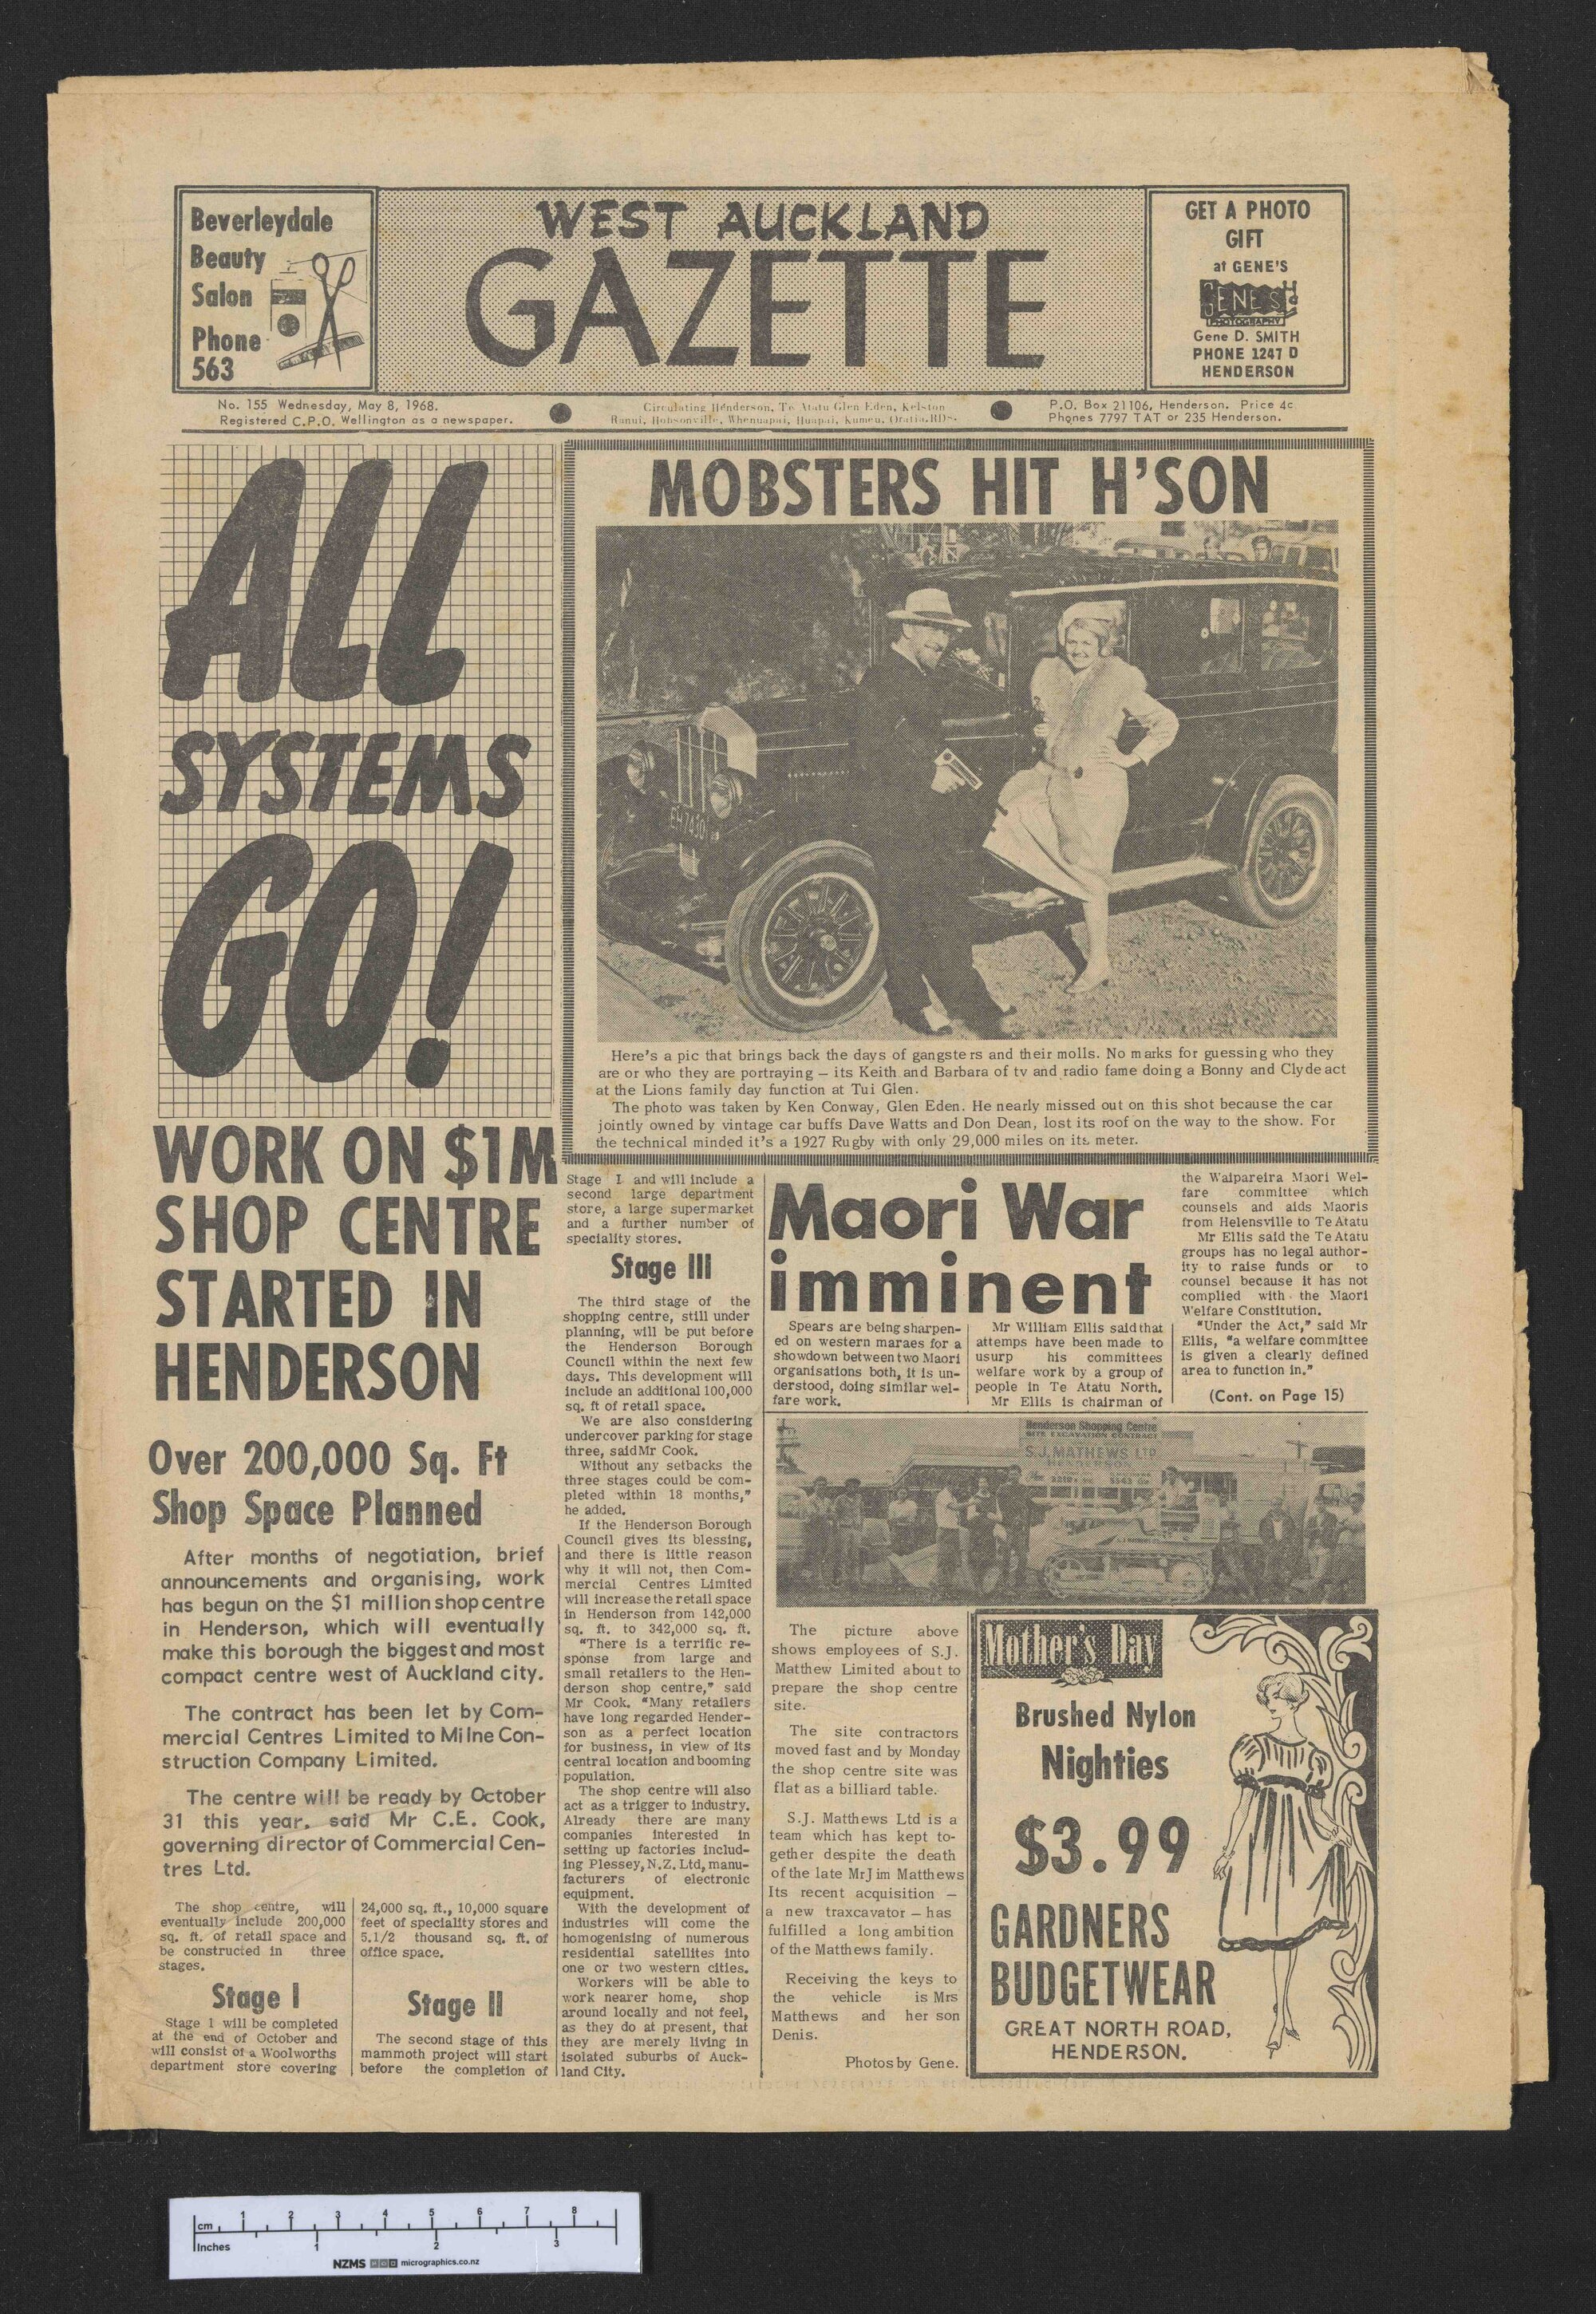 Beverleydale
Beauty
Salon
Phone
563
WEST AUCKLAND
GAZETTE
GET A PHOTO
GIFT
at GENE'S
GENE'S
PHOTOGRAPHY
Gene D. SMITH
PHONE 1247 D
HENDERSON
No. 155 Wednesday, May 8, 1968.
Registered C.P.O. Wellington as a newspaper.
Circulating Henderson, Te Atatu Glen Eden, Kelston
Ranui, Hobsonville, Whenuapai, Huapai, Kumeu, Oratia.RDs.
P.O. Box 21106, Henderson. Price 4c
Phones 7797 TAT or 235 Henderson.
ALL
SYSTEMS
GO!
WORK ON $1M
SHOP CENTRE
STARTED IN
HENDERSON
Over 200,000 Sq. Ft
Shop Space Planned
After months of negotiation, brief
announcements and organising, work
has begun on the $1 million shop centre
in Henderson, which will eventually
make this borough the biggest and most
compact centre west of Auckland city.
The contract has been let by Com-
mercial Centres Limited to Milne Con-
struction Company Limited.
The centre will be ready by October
31 this year, said Mr C.E. Cook,
governing director of Commercial Cen-
tres Ltd.
The shop centre, will
eventually include 200,000
sq. ft. of retail space and
be constructed in three
stages.
Stage I
Stage 1 will be completed
at the end of October and
will consist of a Woolworths
department store covering
24,000 sq. ft., 10,000 square
feet of speciality stores and
5.1/2 thousand sq. ft. of
office space.
Stage II
The second stage of this
mammoth project will start
before the completion of
Stage I and will include a
second large department
store, a large supermarket
and a further number of
speciality stores.
Stage III
The third stage of the
shopping centre, still under
planning, will be put before
the Henderson Borough
Council within the next few
days. This development will
include an additional 100,000
sq. ft of retail space.
We are also considering
undercover parking for stage
three, said Mr Cook.
Without any setbacks the
three stages could be com-
pleted within 18 months,"
he added.
If the Henderson Borough
Council gives its blessing,
and there is little reason
why it will not, then Com-
mercial Centres Limited
will increase the retail space
in Henderson from 142,000
sq. ft. to 342,000 sq. ft.
"There is a terrific re-
sponse from large and
small retailers to the Hen-
derson shop centre," said
Mr Cook. "Many retailers
have long regarded Hender-
son as a perfect location
for business, in view of its
central location and booming
population.
The shop centre will also
act as a trigger to industry.
Already there are many
companies interested in
setting up factories includ-
ing Plessey, N.Z. Ltd, manu-
facturers of electronic
equipment.
With the development of
industries will come the
homogenising of numerous
residential satellites into
one or two western cities.
Workers will be able to
work nearer home, shop
around locally and not feel,
as they do at present, that
they are merely living in
isolated suburbs of Auck-
land City.
MOBSTERS HIT H'SON
EH7430
Here's a pic that brings back the days of gangsters and their molls. No marks for guessing who they
are or who they are portraying — its Keith and Barbara of tv and radio fame doing a Bonny and Clyde act
at the Lions family day function at Tui Glen.
The photo was taken by Ken Conway, Glen Eden. He nearly missed out on this shot because the car
jointly owned by vintage car buffs Dave Watts and Don Dean, lost its roof on the way to the show. For
the technical minded it's a 1927 Rugby with only 29,000 miles on its meter.
Maori War
imminent
Spears are being sharpen-
ed on western maraes for a
showdown between two Maori
organisations both, it is un-
derstood, doing similar wel-
fare work.
Mr William Ellis said that
attemps have been made to
usurp his committees
welfare work by a group of
people in Te Atatu North.
Mr Ellis is chairman of
the Waipareira Maori Wel-
fare committee which
counsels and aids Maoris
from Helensville to Te Atatu
Mr Ellis said the Te Atatu
groups has no legal author-
ity to raise funds or to
counsel because it has not
complied with the Maori
Welfare Constitution.
"Under the Act," said Mr
Ellis, "a welfare committee
is given a clearly defined
area to function in."
(Cont. on Page 15)
Henderson Shopping Centre
SITE EXCAVATION CONTRACT
S.J. MATHEWS LTD
HENDERSON
The picture above
shows employees of S.J.
Matthew Limited about to
prepare the shop centre
site.
The site contractors
moved fast and by Monday
the shop centre site was
flat as a billiard table.
S.J. Matthews Ltd is a
team which has kept to-
gether despite the death
of the late Mr Jim Matthews
Its recent acquisition —
a new traxcavator — has
fulfilled a long ambition
of the Matthews family.
Receiving the keys to
the vehicle is Mrs
Matthews and her son
Denis.
Photos by Gene.
Mother's Day
Brushed Nylon
Nighties
$3.99
GARDNERS
BUDGETWEAR
GREAT NORTH ROAD,
HENDERSON.
cm 1 2 3 4 5 6 7 8
Inches 1 2 3
NZMS micrographics.co.nz